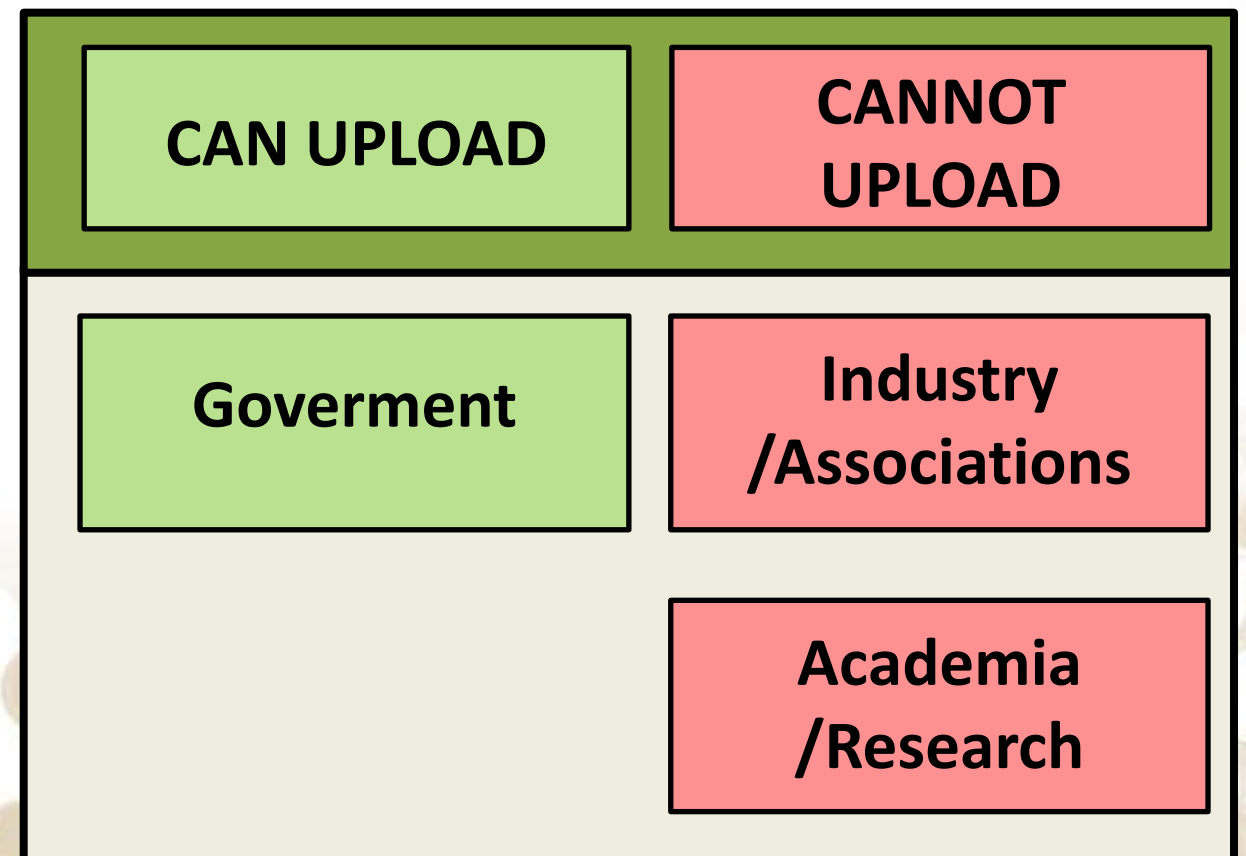 CAN UPLOAD
CANNOT
UPLOAD
Goverment
Industry
/Associations
Academia
/Research